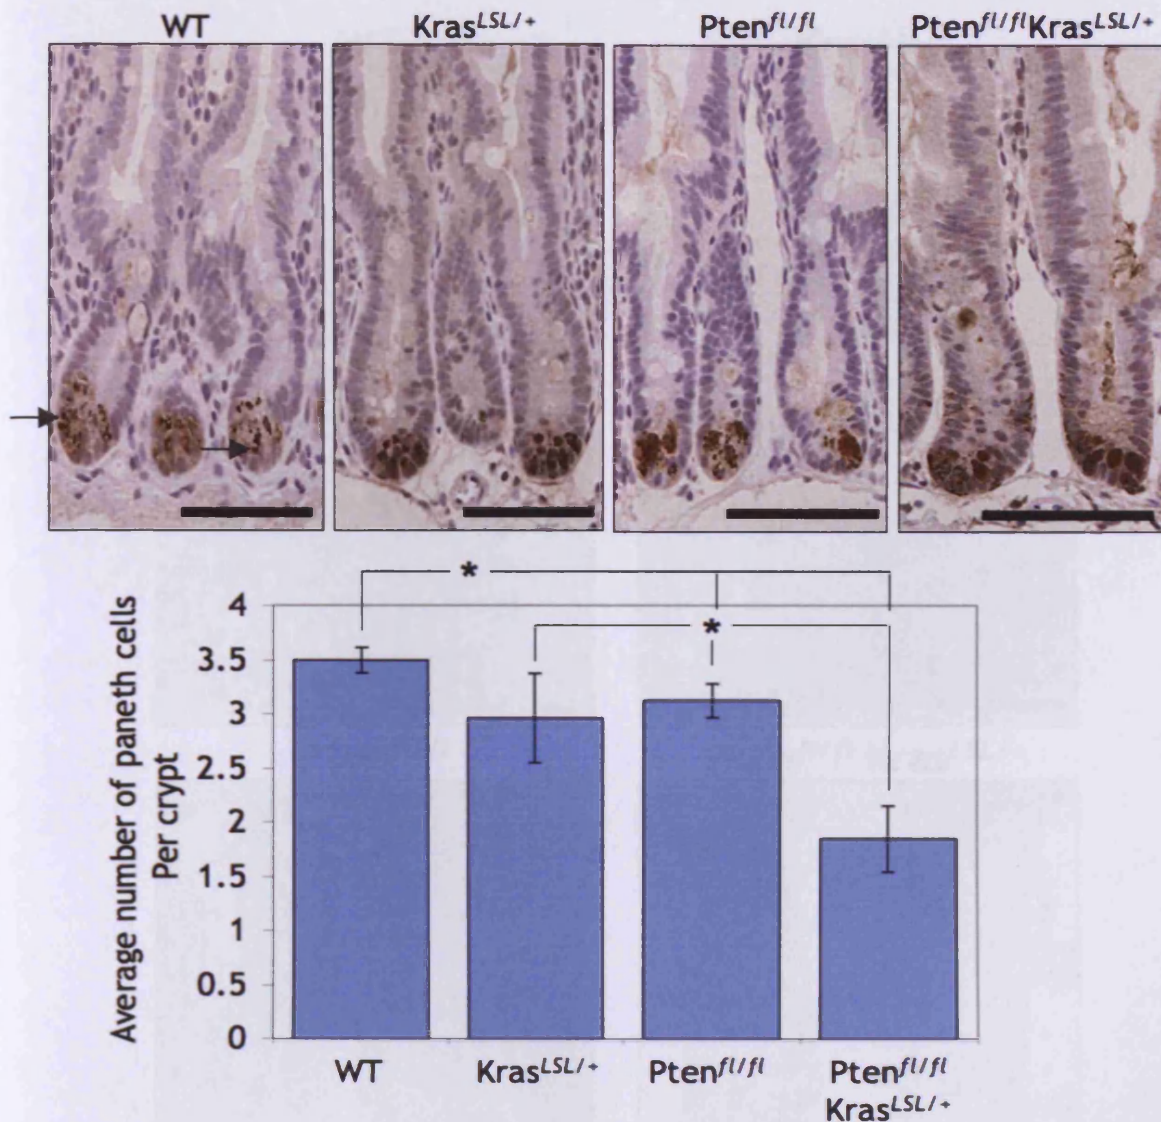 WT Kras^LSL/+ Pten^fl/fl Pten^fl/fl Kras^LSL/+
*
*
Average number of paneth cells
Per crypt
4
3.5
3
2.5
2
1.5
1
0.5
0
WT Kras^LSL/+ Pten^fl/fl Pten^fl/fl
Kras^LSL/+